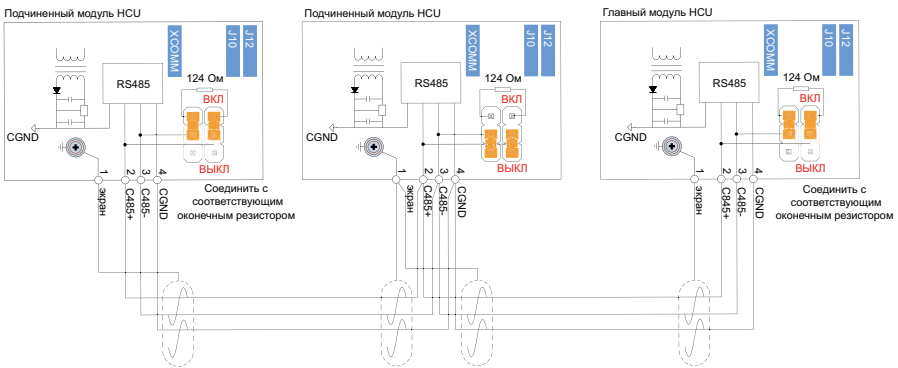 Подчиненный модуль HCU
XCOMM
J10
J12
RS485
124 Ом
ВКЛ
CGND
ВЫКЛ
1
2
3
4
экран
C485+
C485-
CGND
Соединить с
соответствующим
оконечным резистором
Подчиненный модуль HCU
XCOMM
J10
J12
RS485
124 Ом
ВКЛ
CGND
ВЫКЛ
1
2
3
4
экран
C485+
C485-
CGND
Главный модуль HCU
XCOMM
J10
J12
RS485
124 Ом
ВКЛ
CGND
ВЫКЛ
1
2
3
4
экран
C845+
C485-
CGND
Соединить с
соответствующим
оконечным резистором